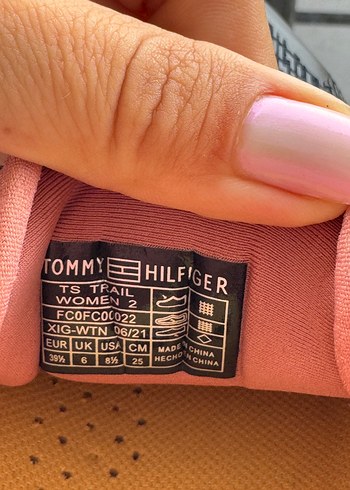 TOMMY HILFIGER
TS TRAIL
WOMEN 2
FC0FC00022
XIG-WTN 06/21
EUR UK USA CM
39½ 6 8½ 25
MADE IN CHINA
HECHO EN CHINA